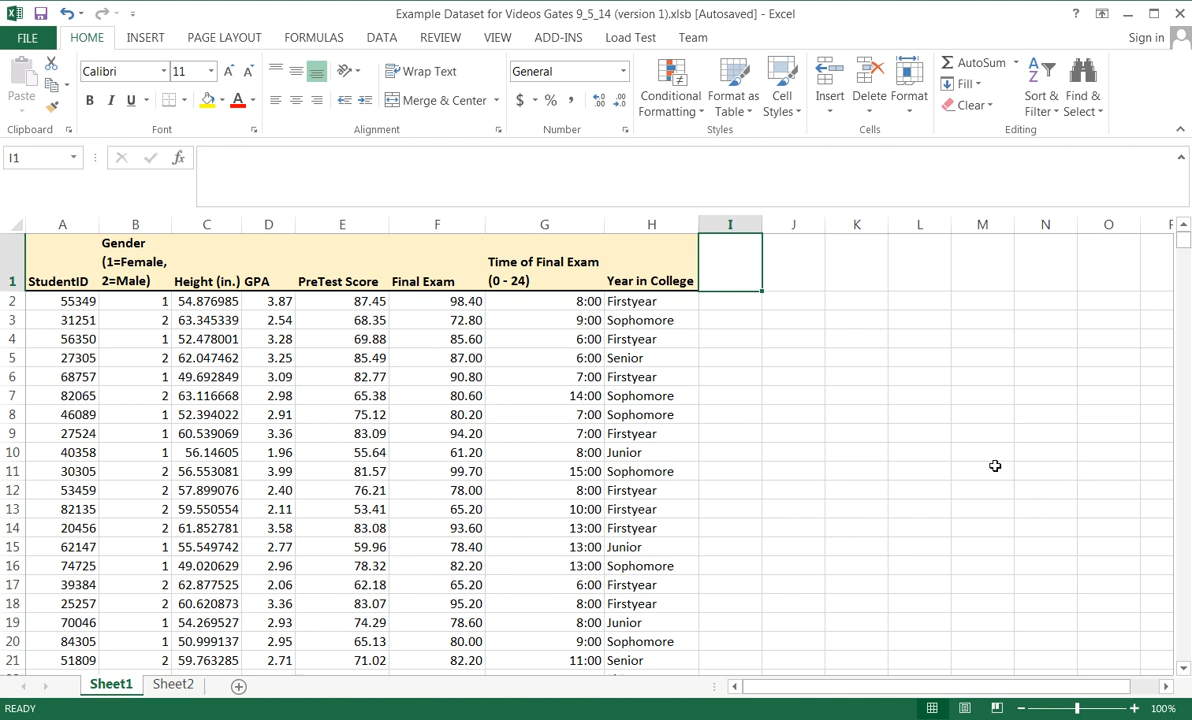 Example Dataset for Videos Gates 9_5_14 (version 1).xlsb [Autosaved] - Excel
FILE HOME INSERT PAGE LAYOUT FORMULAS DATA REVIEW VIEW ADD-INS Load Test Team Sign in
Paste Calibri 11 Wrap Text General AutoSum
B I U Merge & Center $ % , Conditional Formatting Format as Table Cell Styles Insert Delete Format Fill Clear Sort & Filter Find & Select
Clipboard Font Alignment Number Styles Cells Editing
I1 fx
A B C D E F G H I J K L M N O
1 StudentID Gender (1=Female, 2=Male) Height (in.) GPA PreTest Score Final Exam Time of Final Exam (0 - 24) Year in College
2 55349 1 54.876985 3.87 87.45 98.40 8:00 Firstyear
3 31251 2 63.345339 2.54 68.35 72.80 9:00 Sophomore
4 56350 1 52.478001 3.28 69.88 85.60 6:00 Firstyear
5 27305 2 62.047462 3.25 85.49 87.00 6:00 Senior
6 68757 1 49.692849 3.09 82.77 90.80 7:00 Firstyear
7 82065 2 63.116668 2.98 65.38 80.60 14:00 Sophomore
8 46089 1 52.394022 2.91 75.12 80.20 7:00 Sophomore
9 27524 1 60.539069 3.36 83.09 94.20 7:00 Firstyear
10 40358 1 56.14605 1.96 55.64 61.20 8:00 Junior
11 30305 2 56.553081 3.99 81.57 99.70 15:00 Sophomore
12 53459 2 57.899076 2.40 76.21 78.00 8:00 Firstyear
13 82135 2 59.550554 2.11 53.41 65.20 10:00 Firstyear
14 20456 2 61.852781 3.58 83.08 93.60 13:00 Firstyear
15 62147 1 55.549742 2.77 59.96 78.40 13:00 Junior
16 74725 1 49.020629 2.96 78.32 82.20 13:00 Sophomore
17 39384 2 62.877525 2.06 62.18 65.20 6:00 Firstyear
18 25257 2 60.620873 3.36 83.07 95.20 8:00 Firstyear
19 70046 1 54.269527 2.93 74.29 78.60 8:00 Junior
20 84305 1 50.999137 2.95 65.13 80.00 9:00 Sophomore
21 51809 2 59.763285 2.71 71.02 82.20 11:00 Senior
Sheet1 Sheet2
READY 100%